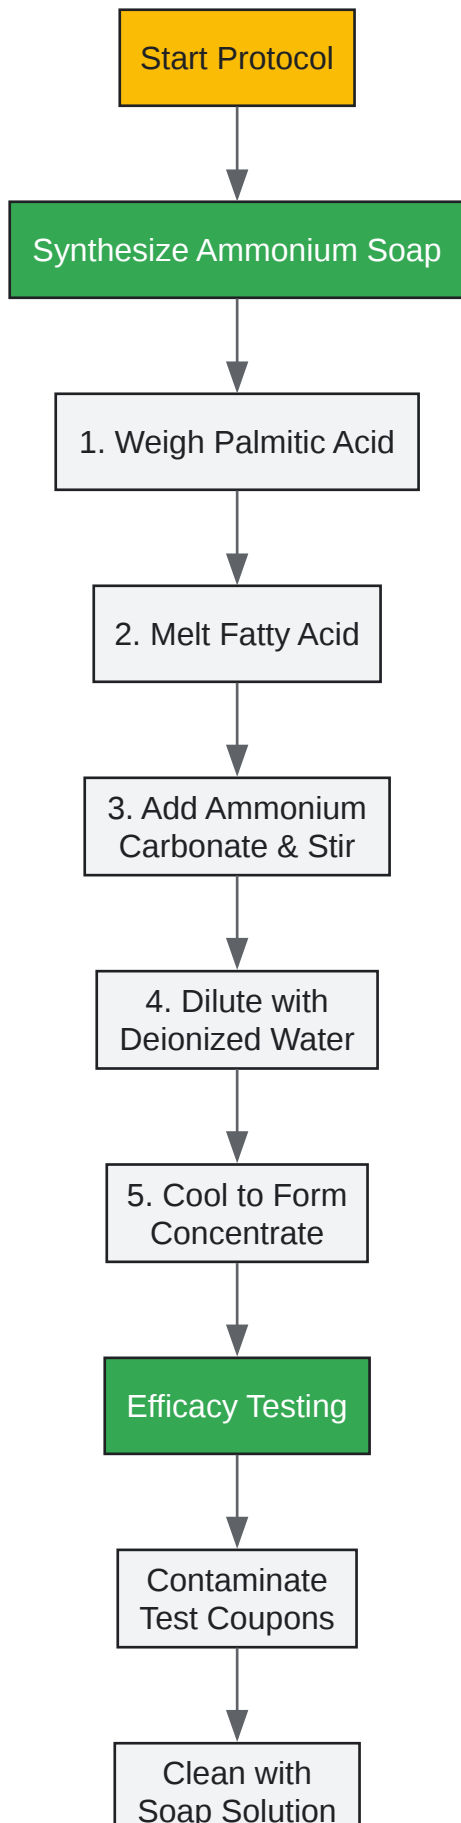 Start Protocol
Synthesize Ammonium Soap
1. Weigh Palmitic Acid
2. Melt Fatty Acid
3. Add Ammonium
Carbonate & Stir
4. Dilute with
Deionized Water
5. Cool to Form
Concentrate
Efficacy Testing
Contaminate
Test Coupons
Clean with
Soap Solution